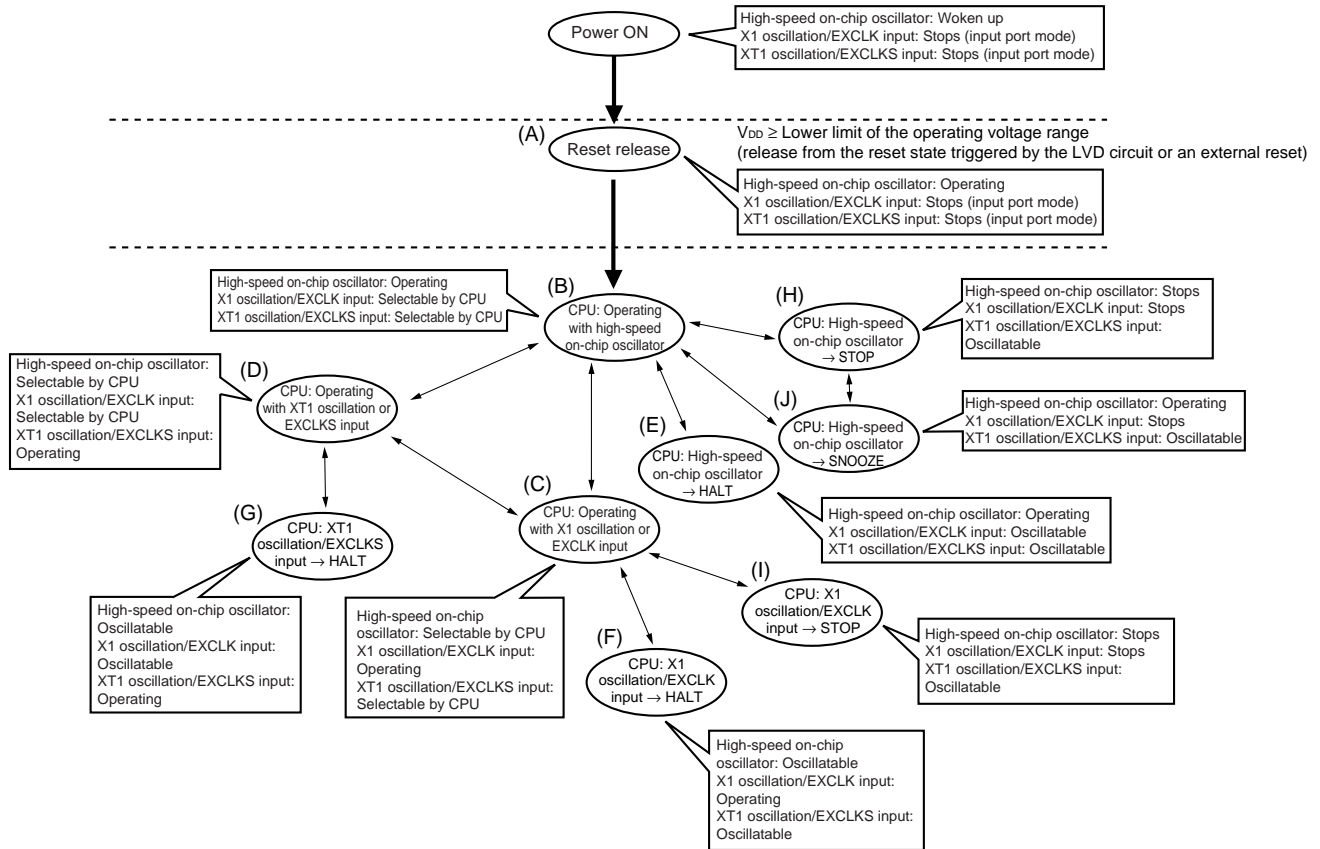 Power ON
High-speed on-chip oscillator: Woken up
X1 oscillation/EXCLK input: Stops (input port mode)
XT1 oscillation/EXCLKS input: Stops (input port mode)
(A)
Reset release
VDD ≥ Lower limit of the operating voltage range
(release from the reset state triggered by the LVD circuit or an external reset)
High-speed on-chip oscillator: Operating
X1 oscillation/EXCLK input: Stops (input port mode)
XT1 oscillation/EXCLKS input: Stops (input port mode)
High-speed on-chip oscillator: Operating
X1 oscillation/EXCLK input: Selectable by CPU
XT1 oscillation/EXCLKS input: Selectable by CPU
(B)
CPU: Operating
with high-speed
on-chip oscillator
(H)
CPU: High-speed
on-chip oscillator
→ STOP
High-speed on-chip oscillator: Stops
X1 oscillation/EXCLK input: Stops
XT1 oscillation/EXCLKS input:
Oscillatable
High-speed on-chip oscillator:
Selectable by CPU
X1 oscillation/EXCLK input:
Selectable by CPU
XT1 oscillation/EXCLKS input:
Operating
(D)
CPU: Operating
with XT1 oscillation or
EXCLKS input
(J)
CPU: High-speed
on-chip oscillator
→ SNOOZE
High-speed on-chip oscillator: Operating
X1 oscillation/EXCLK input: Stops
XT1 oscillation/EXCLKS input: Oscillatable
(E)
CPU: High-speed
on-chip oscillator
→ HALT
High-speed on-chip oscillator: Operating
X1 oscillation/EXCLK input: Oscillatable
XT1 oscillation/EXCLKS input: Oscillatable
(C)
CPU: Operating
with X1 oscillation or
EXCLK input
(G)
CPU: XT1
oscillation/EXCLKS
input → HALT
High-speed on-chip oscillator:
Oscillatable
X1 oscillation/EXCLK input:
Oscillatable
XT1 oscillation/EXCLKS input:
Operating
High-speed on-chip
oscillator: Selectable by CPU
X1 oscillation/EXCLK input:
Operating
XT1 oscillation/EXCLKS input:
Selectable by CPU
(I)
CPU: X1
oscillation/EXCLK
input → STOP
High-speed on-chip oscillator: Stops
X1 oscillation/EXCLK input: Stops
XT1 oscillation/EXCLKS input:
Oscillatable
(F)
CPU: X1
oscillation/EXCLK
input → HALT
High-speed on-chip
oscillator: Oscillatable
X1 oscillation/EXCLK input:
Operating
XT1 oscillation/EXCLKS input:
Oscillatable